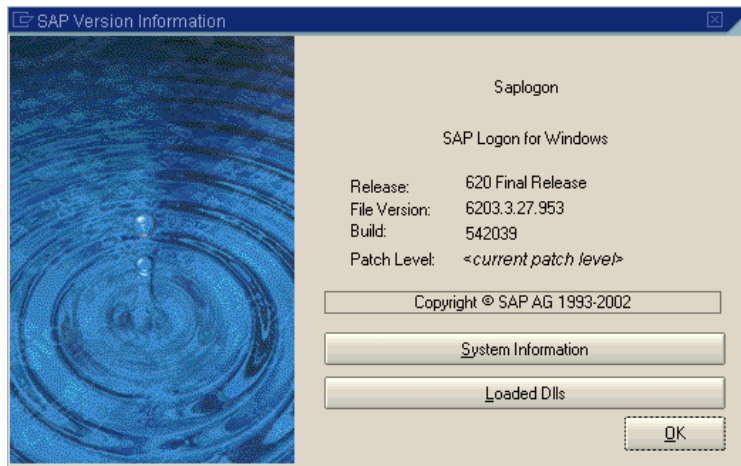 SAP Version Information
Saplogon
SAP Logon for Windows
Release: 620 Final Release
File Version: 6203.3.27.953
Build: 542039
Patch Level: <current patch level>
Copyright © SAP AG 1993-2002
System Information
Loaded Dlls
OK